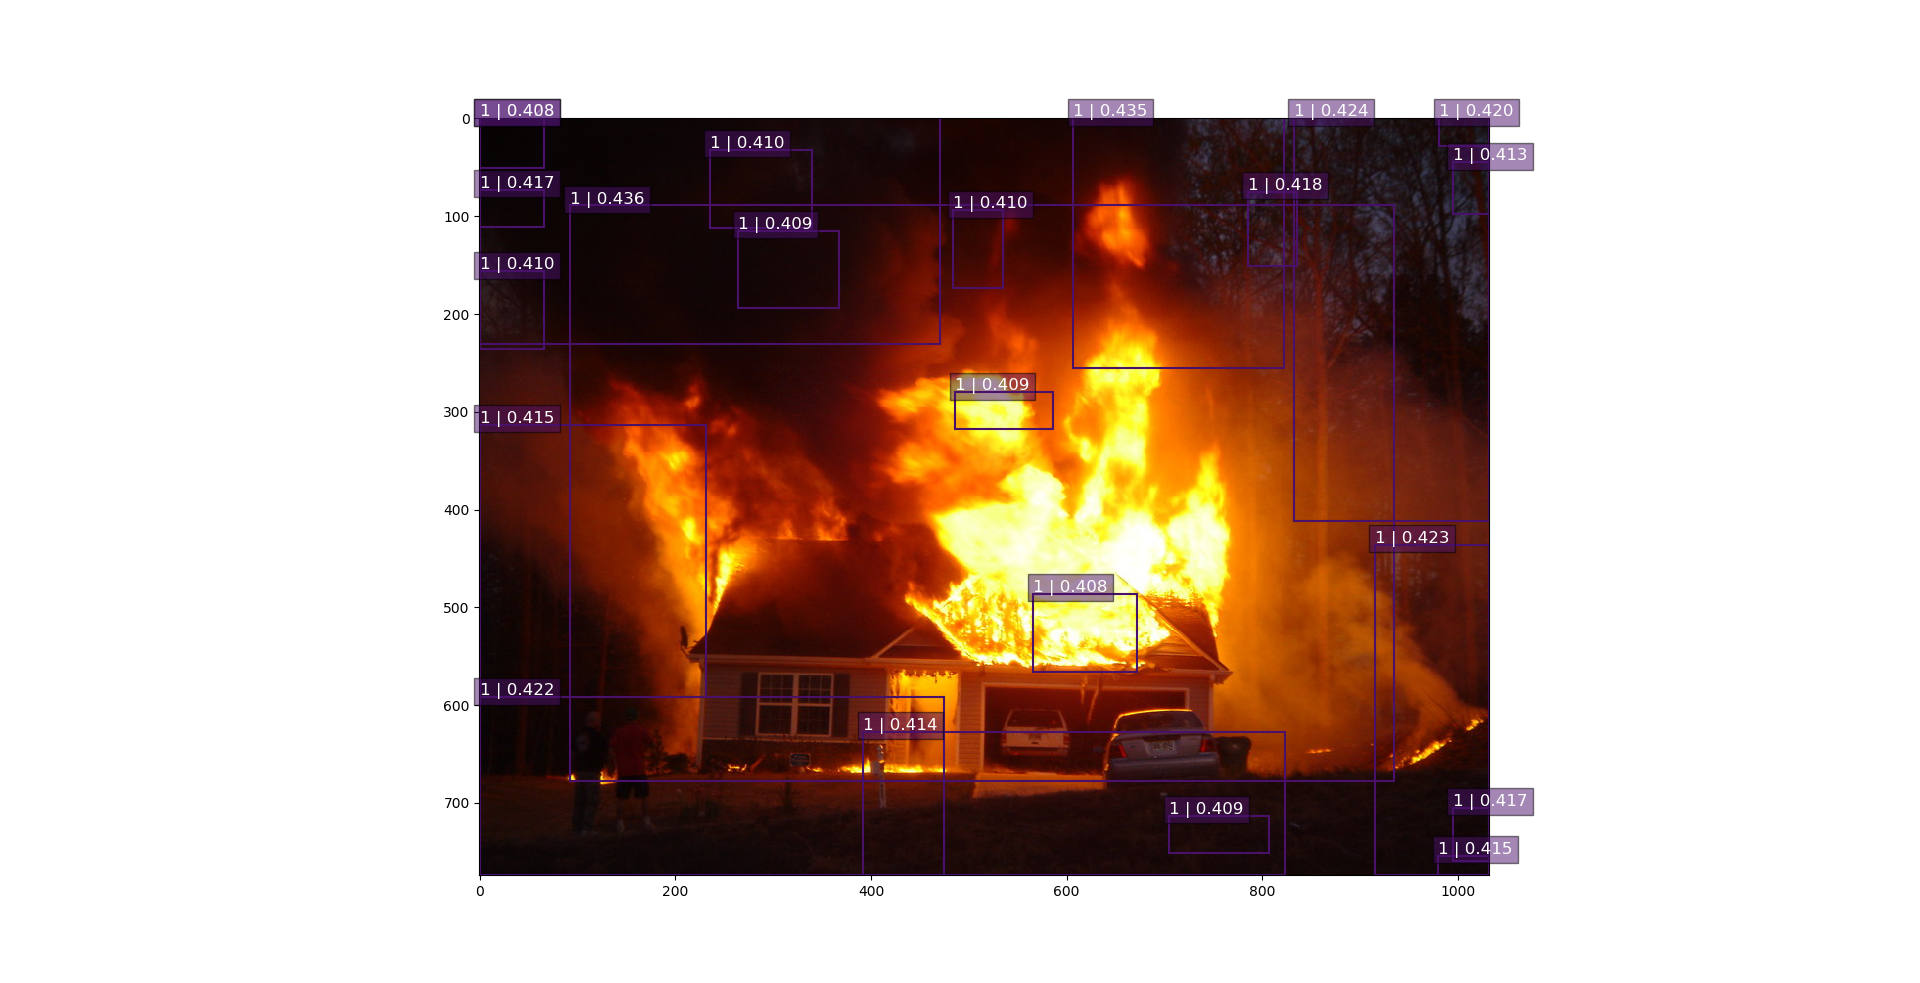 1 | 0.408
1 | 0.435
1 | 0.424
1 | 0.420
0
1 | 0.410
1 | 0.413
1 | 0.417
1 | 0.418
1 | 0.436
1 | 0.410
100
1 | 0.409
1 | 0.410
200
1 | 0.409
300
1 | 0.415
400
1 | 0.423
500
1 | 0.408
600
1 | 0.422
1 | 0.414
700
1 | 0.417
1 | 0.409
1 | 0.415
0 200 400 600 800 1000